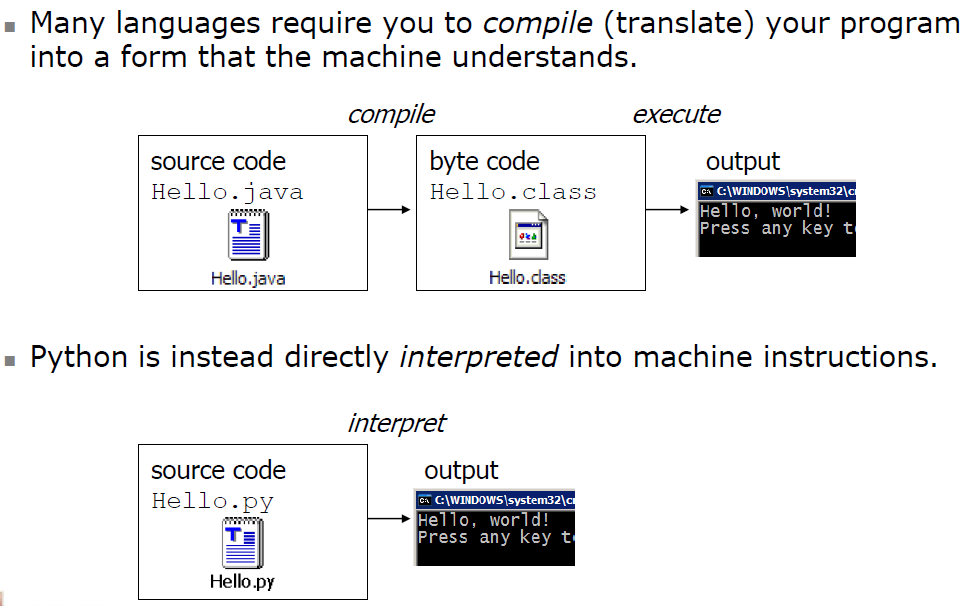 Many languages require you to compile (translate) your program
into a form that the machine understands.
compile
execute
source code
Hello.java
Hello.java
byte code
Hello.class
Hello.class
output
C:\WINDOWS\system32\
Hello, world!
Press any key
Python is instead directly interpreted into machine instructions.
interpret
source code
Hello.py
Hello.py
output
C:\WINDOWS\system32\
Hello, world!
Press any key